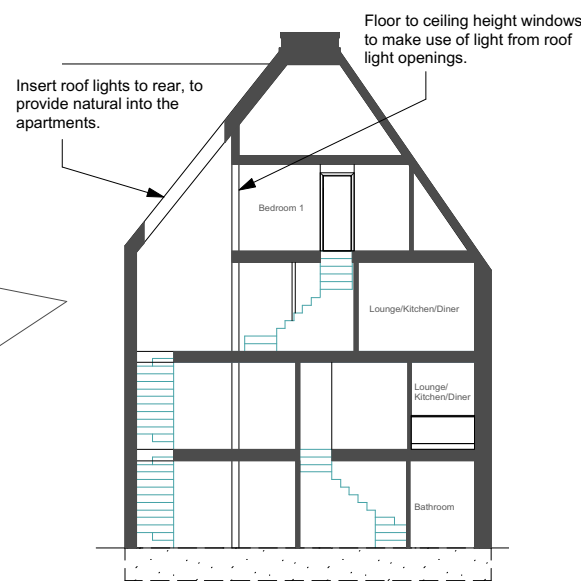 Floor to ceiling height windows
to make use of light from roof
light openings.
Insert roof lights to rear, to
provide natural into the
apartments.
Bedroom 1
Lounge/Kitchen/Diner
Lounge/
Kitchen/Diner
Bathroom